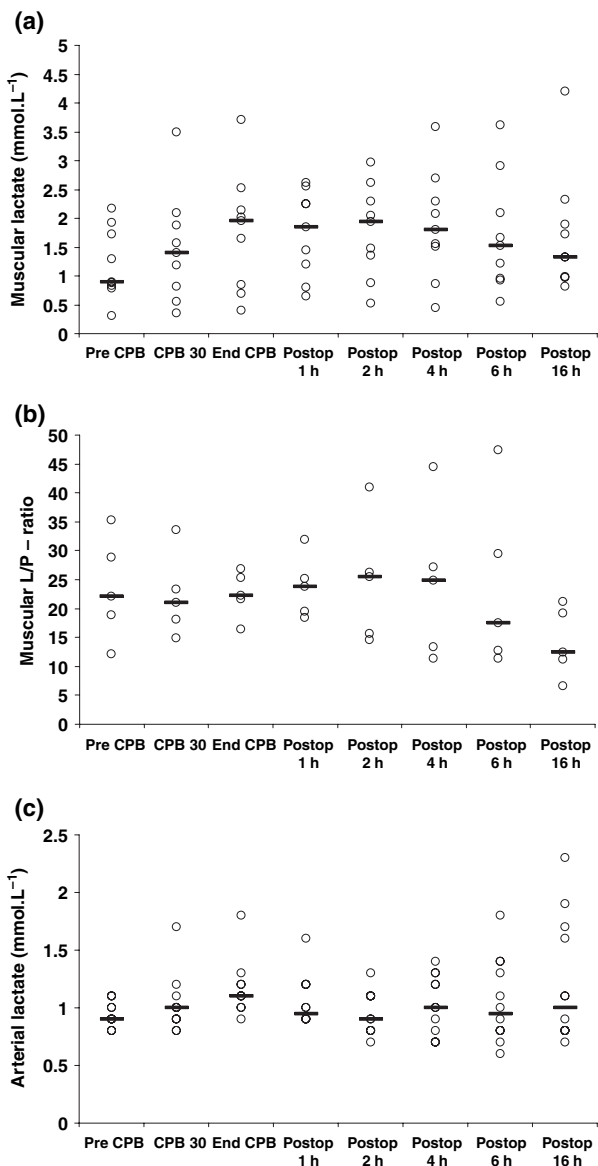 (a)
Muscular lactate (mmol.L⁻¹)
5
4.5
4
3.5
3
2.5
2
1.5
1
0.5
0
Pre CPB CPB 30 End CPB Postop Postop Postop Postop Postop
1 h 2 h 4 h 6 h 16 h
(b)
Muscular L/P – ratio
50
45
40
35
30
25
20
15
10
5
0
Pre CPB CPB 30 End CPB Postop Postop Postop Postop Postop
1 h 2 h 4 h 6 h 16 h
(c)
Arterial lactate (mmol.L⁻¹)
2.5
2
1.5
1
0.5
0
Pre CPB CPB 30 End CPB Postop Postop Postop Postop Postop
1 h 2 h 4 h 6 h 16 h